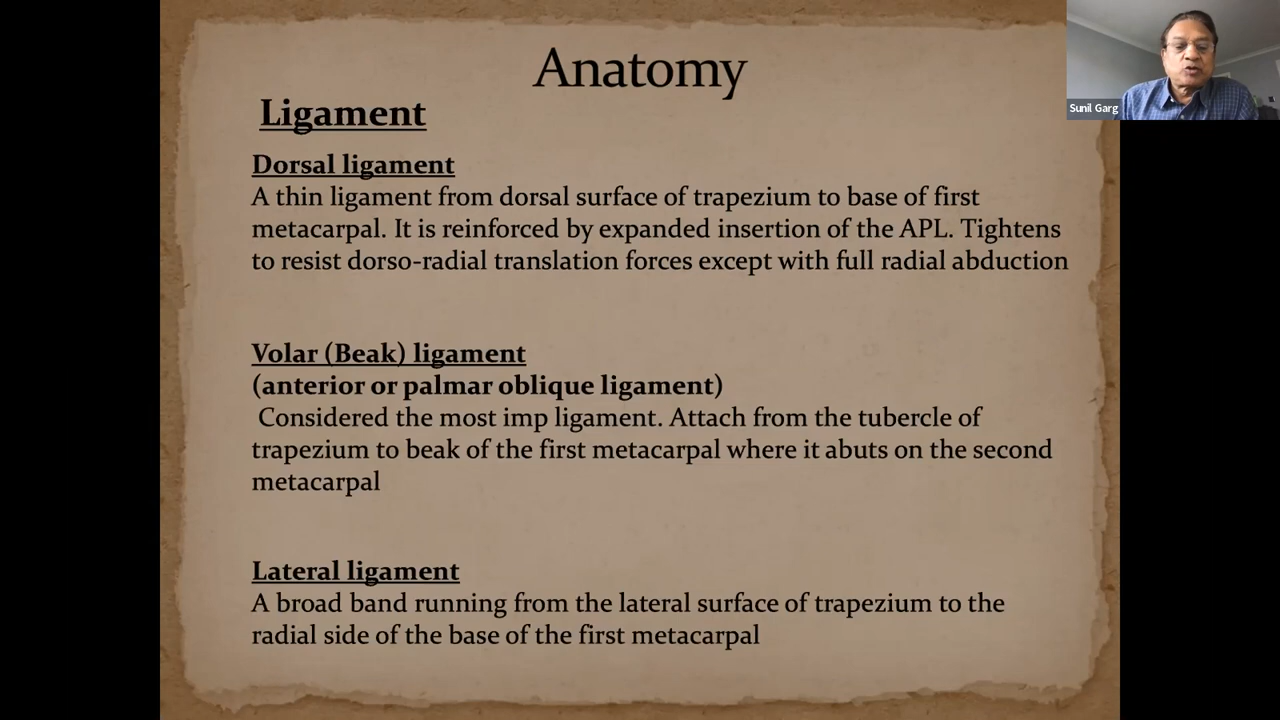 Anatomy
Sunil Garg
Ligament
Dorsal ligament
A thin ligament from dorsal surface of trapezium to base of first
metacarpal. It is reinforced by expanded insertion of the APL. Tightens
to resist dorso-radial translation forces except with full radial abduction
Volar (Beak) ligament
(anterior or palmar oblique ligament)
Considered the most imp ligament. Attach from the tubercle of
trapezium to beak of the first metacarpal where it abuts on the second
metacarpal
Lateral ligament
A broad band running from the lateral surface of trapezium to the
radial side of the base of the first metacarpal